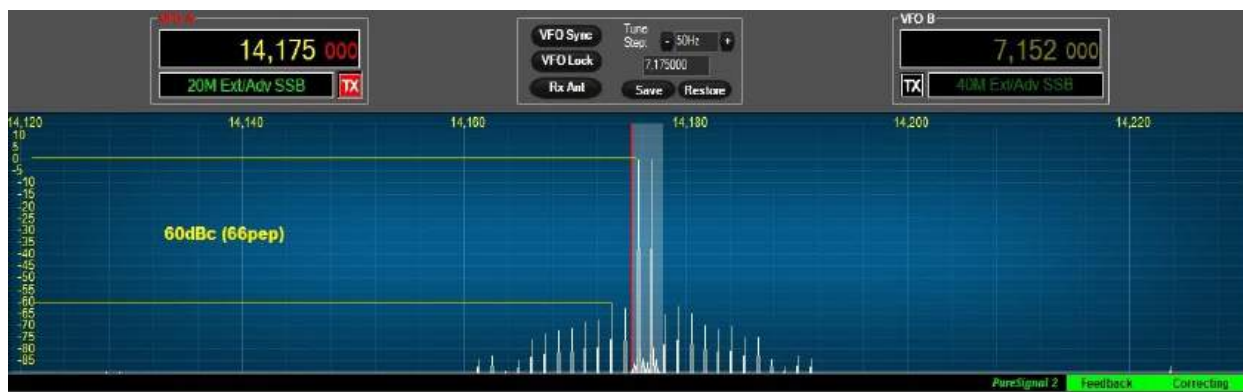 VFO A
14,175 000
20M Ext/Adv SSB TX
VFO Sync
VFO Lock
Rx Ant
Tune
Step: - 50Hz +
7.175000
Save Restore
VFO B
7,152 000
TX 40M Ext/Adv SSB
14,120 14,140 14,160 14,180 14,200 14,220
10
5
0
-5
-10
-15
-20
-25
-30
-35
-40
-45
-50
-55
-60
-65
-70
-75
-80
-85
60dBc (66pep)
PureSignal 2 Feedback Correcting